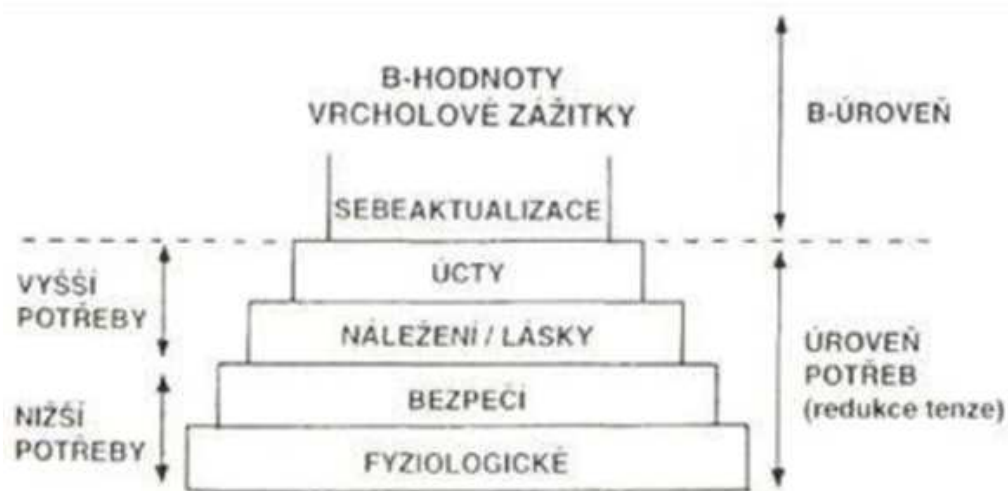 B-HODNOTY
VRCHOLOVÉ ZÁŽITKY
B-ÚROVEŇ
SEBEAKTUALIZACE
ÚCTY
VYŠŠÍ
POTŘEBY
NÁLEŽENÍ / LÁSKY
ÚROVEŇ
POTŘEB
(redukce tenze)
BEZPEČÍ
NIŽŠÍ
POTŘEBY
FYZIOLOGICKÉ